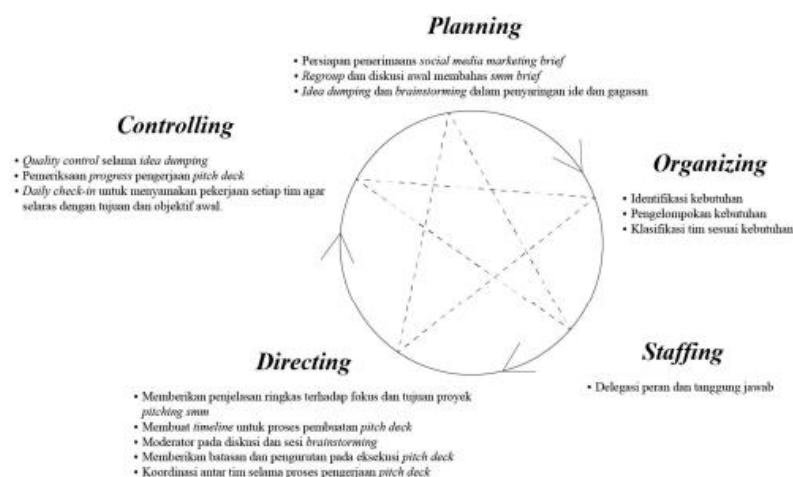 Planning
• Persiapan penerimaans social media marketing brief
• Regroup dan diskusi awal membahas smm brief
• Idea dumping dan brainstorming dalam penyaringan ide dan gagasan
Controlling
• Quality control selama idea dumping
• Pemeriksaan progress pengerjaan pitch deck
• Daily check-in untuk menyamakan pekerjaan setiap tim agar
selaras dengan tujuan dan objektif awal.
Organizing
• Identifikasi kebutuhan
• Pengelompokan kebutuhan
• Klasifikasi tim sesuai kebutuhan
Directing
• Memberikan penjelasan ringkas terhadap fokus dan tujuan proyek
pitching smm
• Membuat timeline untuk proses pembuatan pitch deck
• Moderator pada diskusi dan sesi brainstorming
• Memberikan batasan dan pengurutan pada eksekusi pitch deck
• Koordinasi antar tim selama proses pengerjaan pitch deck
Staffing
• Delegasi peran dan tanggung jawab